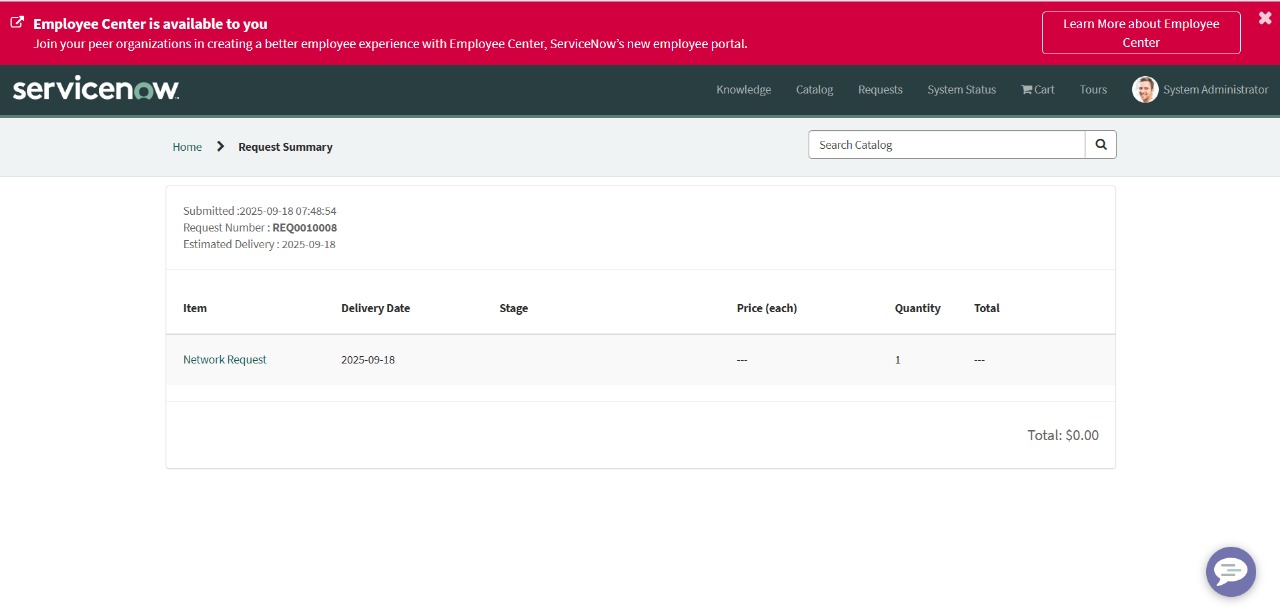 Employee Center is available to you
Join your peer organizations in creating a better employee experience with Employee Center, ServiceNow's new employee portal.
Learn More about Employee
Center
servicenow
Knowledge
Catalog
Requests
System Status
Cart
Tours
System Administrator
Home
Request Summary
Search Catalog
Submitted :2025-09-18 07:48:54
Request Number : REQ0010008
Estimated Delivery : 2025-09-18
Item Delivery Date Stage Price (each) Quantity Total
Network Request 2025-09-18 --- 1 ---
Total: $0.00